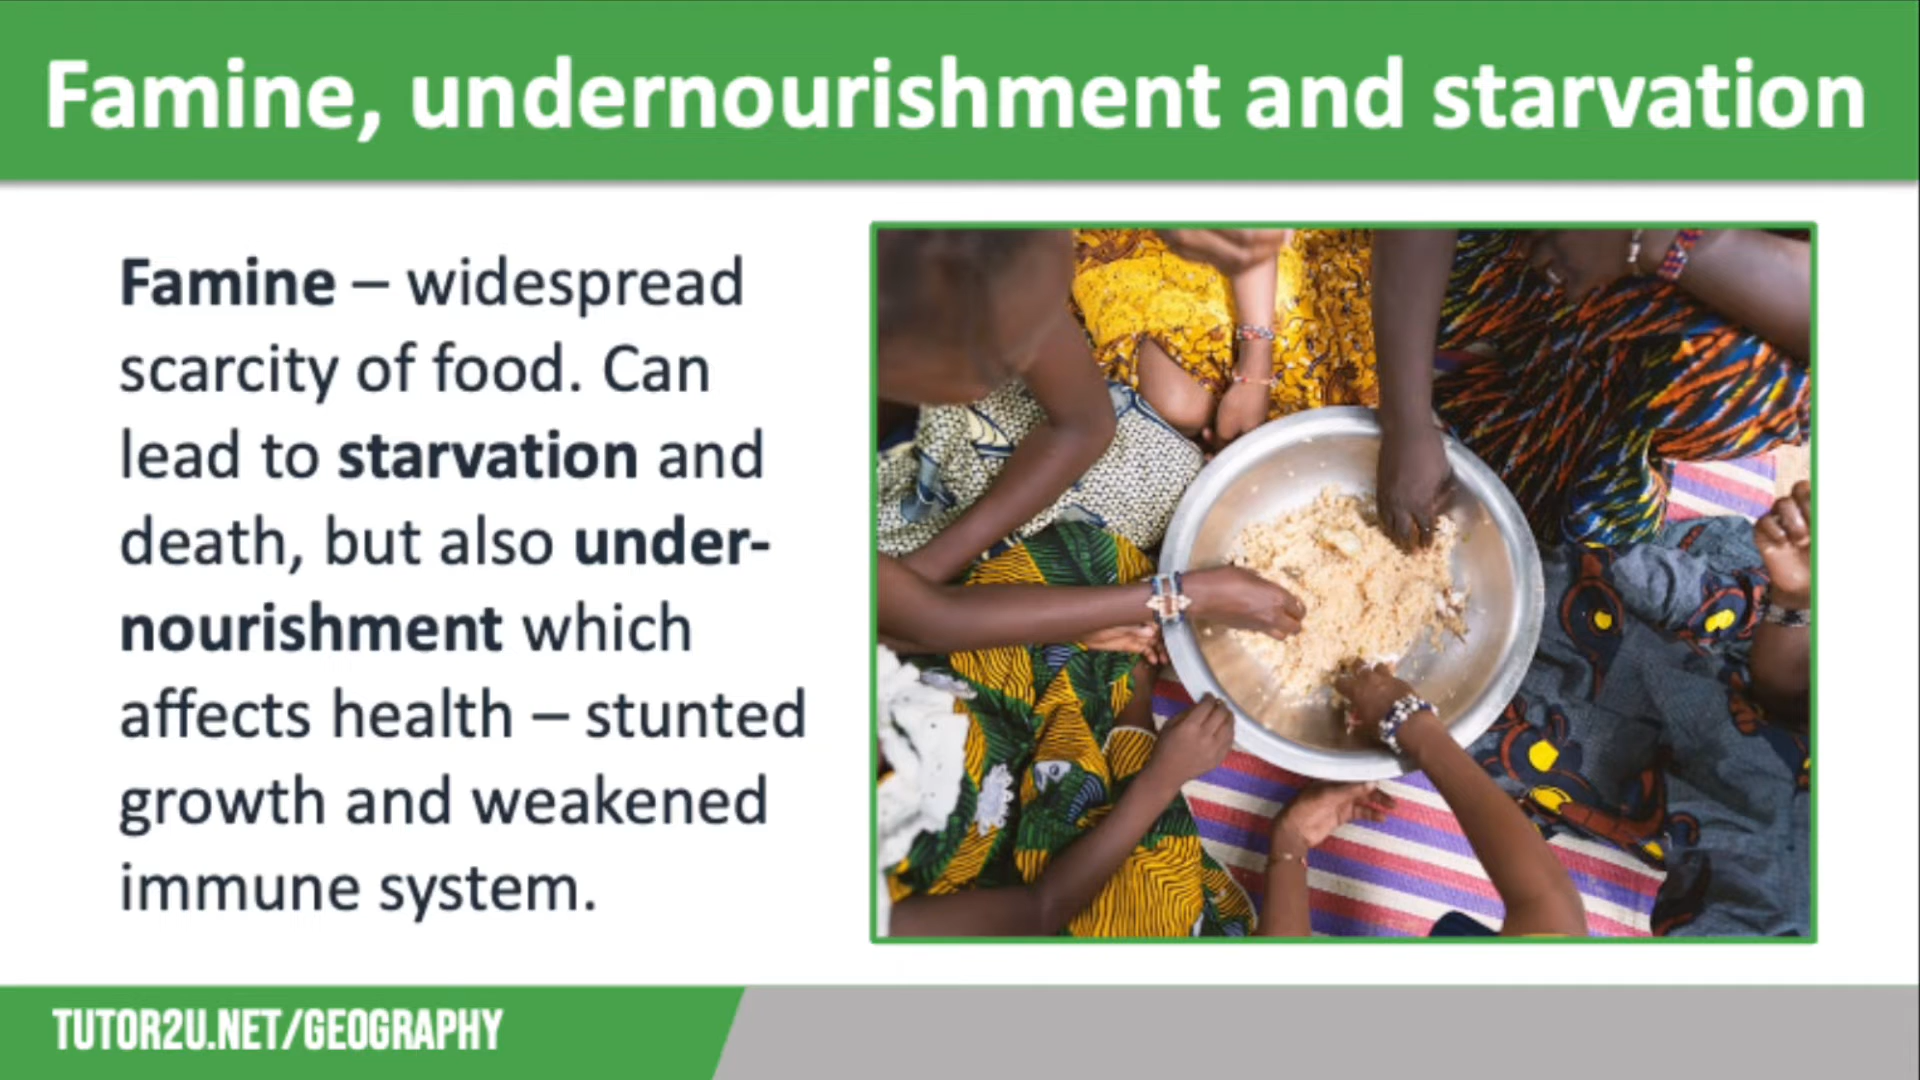 Famine, undernourishment and starvation
Famine – widespread
scarcity of food. Can
lead to starvation and
death, but also under-
nourishment which
affects health – stunted
growth and weakened
immune system.
TUTOR2U.NET/GEOGRAPHY